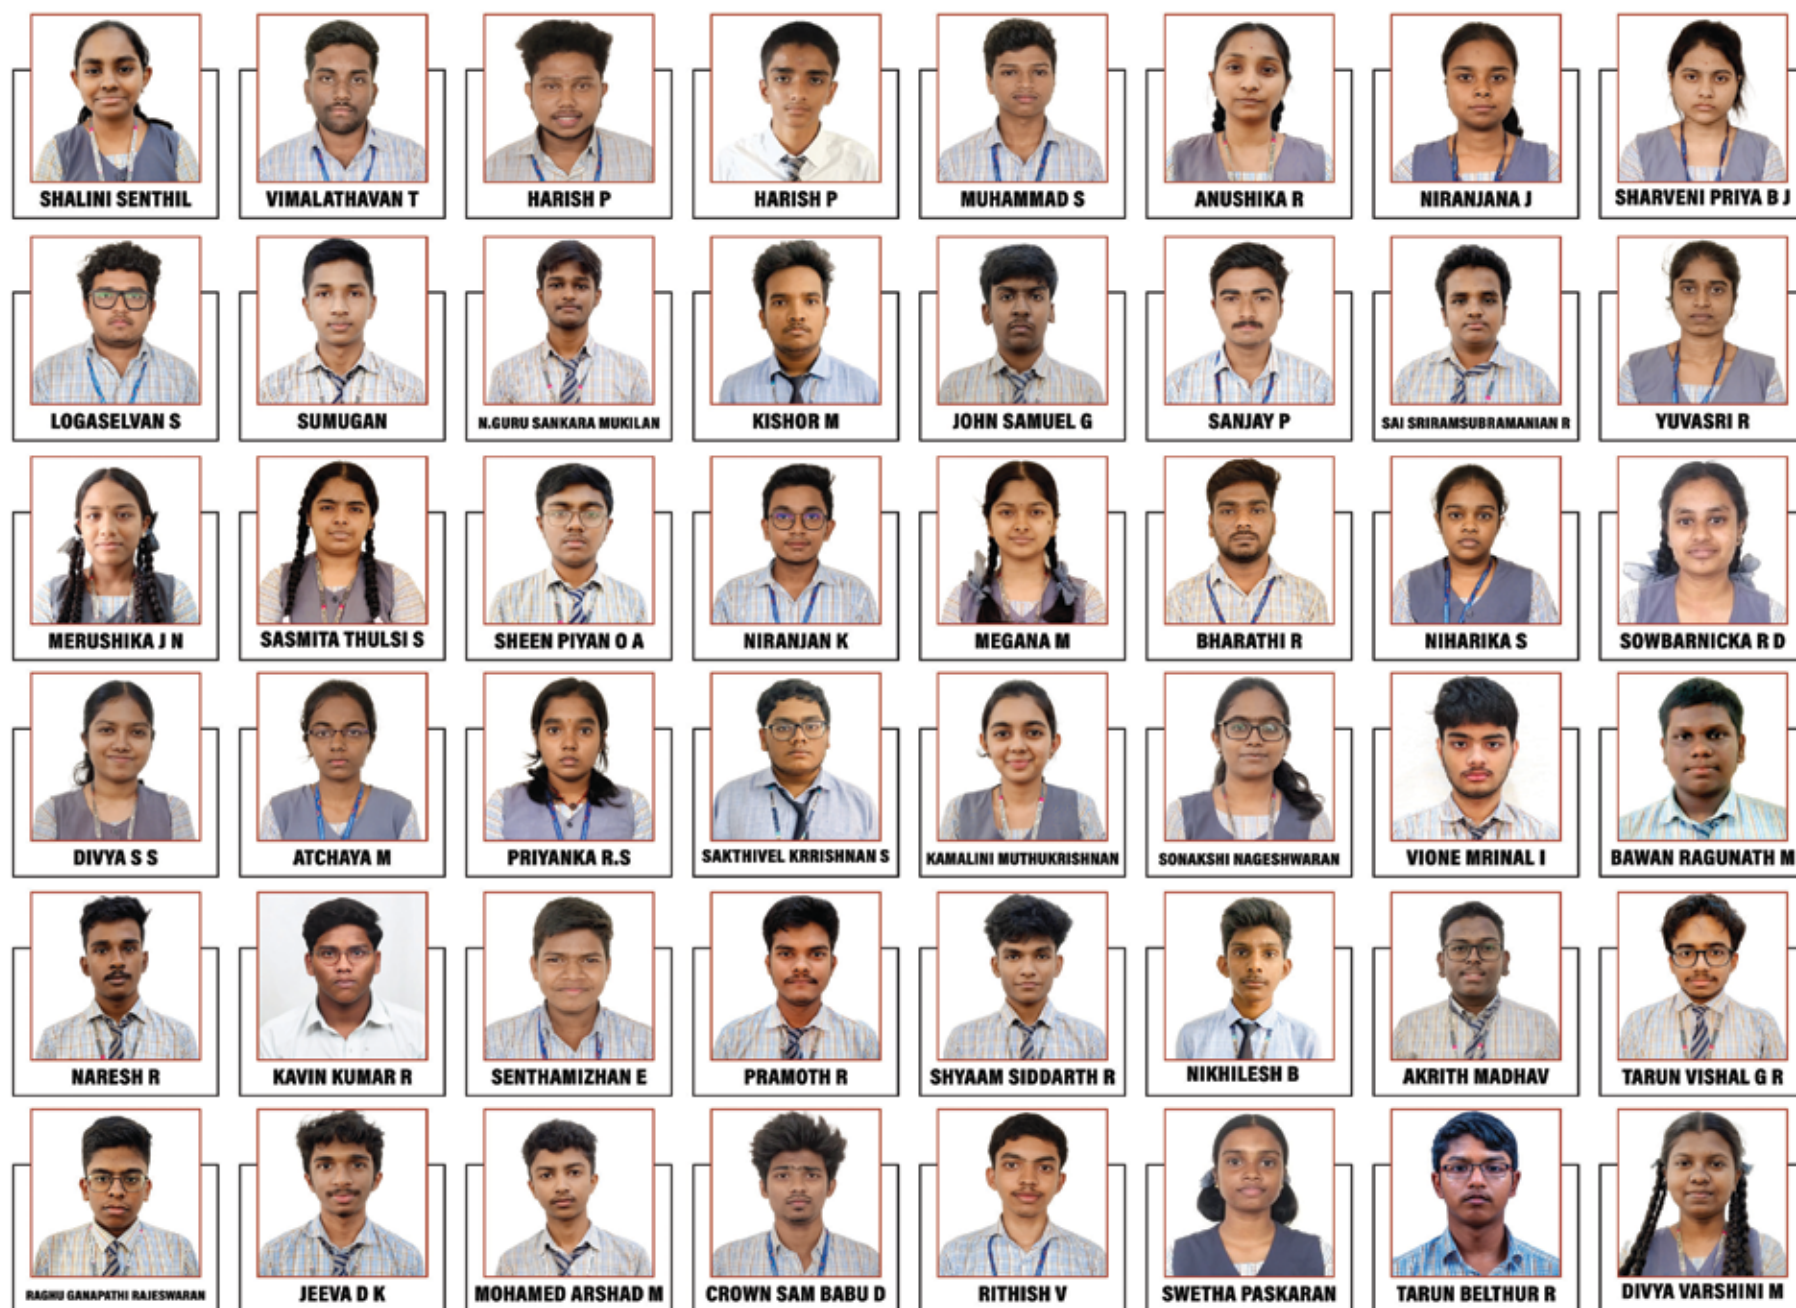 SHALINI SENTHIL
VIMALATHAVAN T
HARISH P
HARISH P
MUHAMMAD S
ANUSHIKA R
NIRANJANA J
SHARVENI PRIYA B J
LOGASELVAN S
SUMUGAN
N.GURU SANKARA MUKILAN
KISHOR M
JOHN SAMUEL G
SANJAY P
SAI SRIRAMSUBRAMANIAN R
YUVASRI R
MERUSHIKA J N
SASMITA THULSI S
SHEEN PIYAN O A
NIRANJAN K
MEGANA M
BHARATHI R
NIHARIKA S
SOWBARNICKA R D
DIVYA S S
ATCHAYA M
PRIYANKA R.S
SAKTHIVEL KRRISHNAN S
KAMALINI MUTHUKRISHNAN
SONAKSHI NAGESHWARAN
VIONE MRINAL I
BAWAN RAGUNATH M
NARESH R
KAVIN KUMAR R
SENTHAMIZHAN E
PRAMOTH R
SHYAAM SIDDARTH R
NIKHILESH B
AKRITH MADHAV
TARUN VISHAL G R
RAGHU GANAPATHI RAJESWARAN
JEEVA D K
MOHAMED ARSHAD M
CROWN SAM BABU D
RITHISH V
SWETHA PASKARAN
TARUN BELTHUR R
DIVYA VARSHINI M